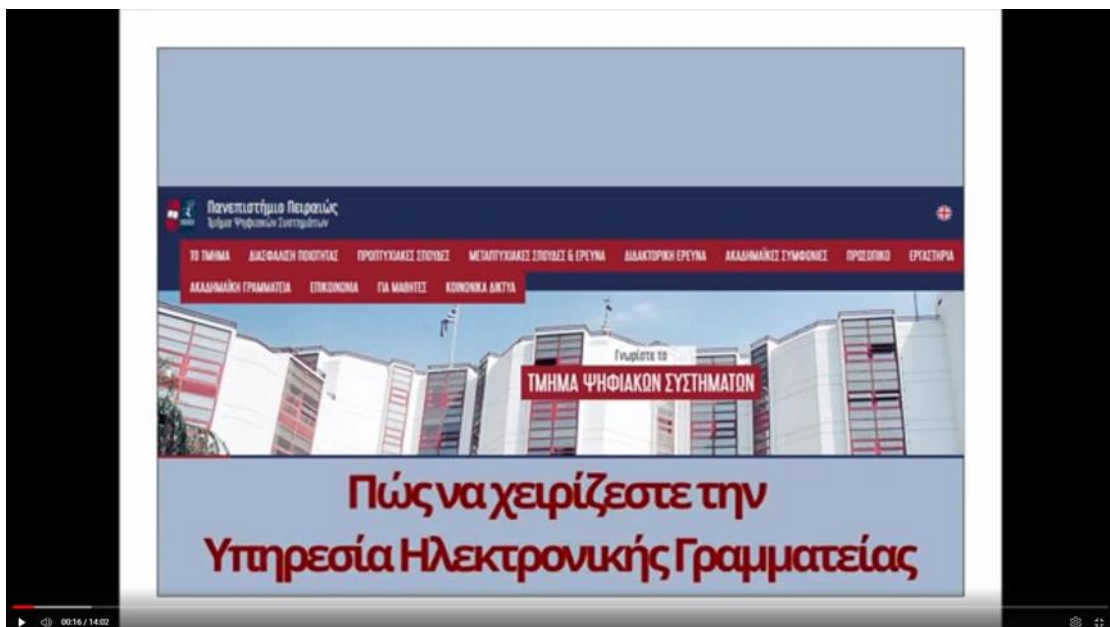 Πανεπιστήμιο Πειραιώς
Τμήμα Ψηφιακών Συστημάτων
ΤΟ ΤΜΗΜΑ ΔΙΑΣΦΑΛΙΣΗ ΠΟΙΟΤΗΤΑΣ ΠΡΟΠΤΥΧΙΑΚΕΣ ΣΠΟΥΔΕΣ ΜΕΤΑΠΤΥΧΙΑΚΕΣ ΣΠΟΥΔΕΣ & ΕΡΕΥΝΑ ΔΙΔΑΚΤΟΡΙΚΗ ΕΡΕΥΝΑ ΑΚΑΔΗΜΑΪΚΕΣ ΣΥΜΦΩΝΙΕΣ ΠΡΟΣΩΠΙΚΟ ΕΡΓΑΣΤΗΡΙΑ
ΑΚΑΔΗΜΑΪΚΗ ΓΡΑΜΜΑΤΕΙΑ ΕΠΙΚΟΙΝΩΝΙΑ ΓΙΑ ΜΑΘΗΤΕΣ ΚΟΙΝΩΝΙΚΑ ΔΙΚΤΥΑ
Γνωρίστε το
ΤΜΗΜΑ ΨΗΦΙΑΚΩΝ ΣΥΣΤΗΜΑΤΩΝ
Πώς να χειρίζεστε την
Υπηρεσία Ηλεκτρονικής Γραμματείας
00:16 / 14:02